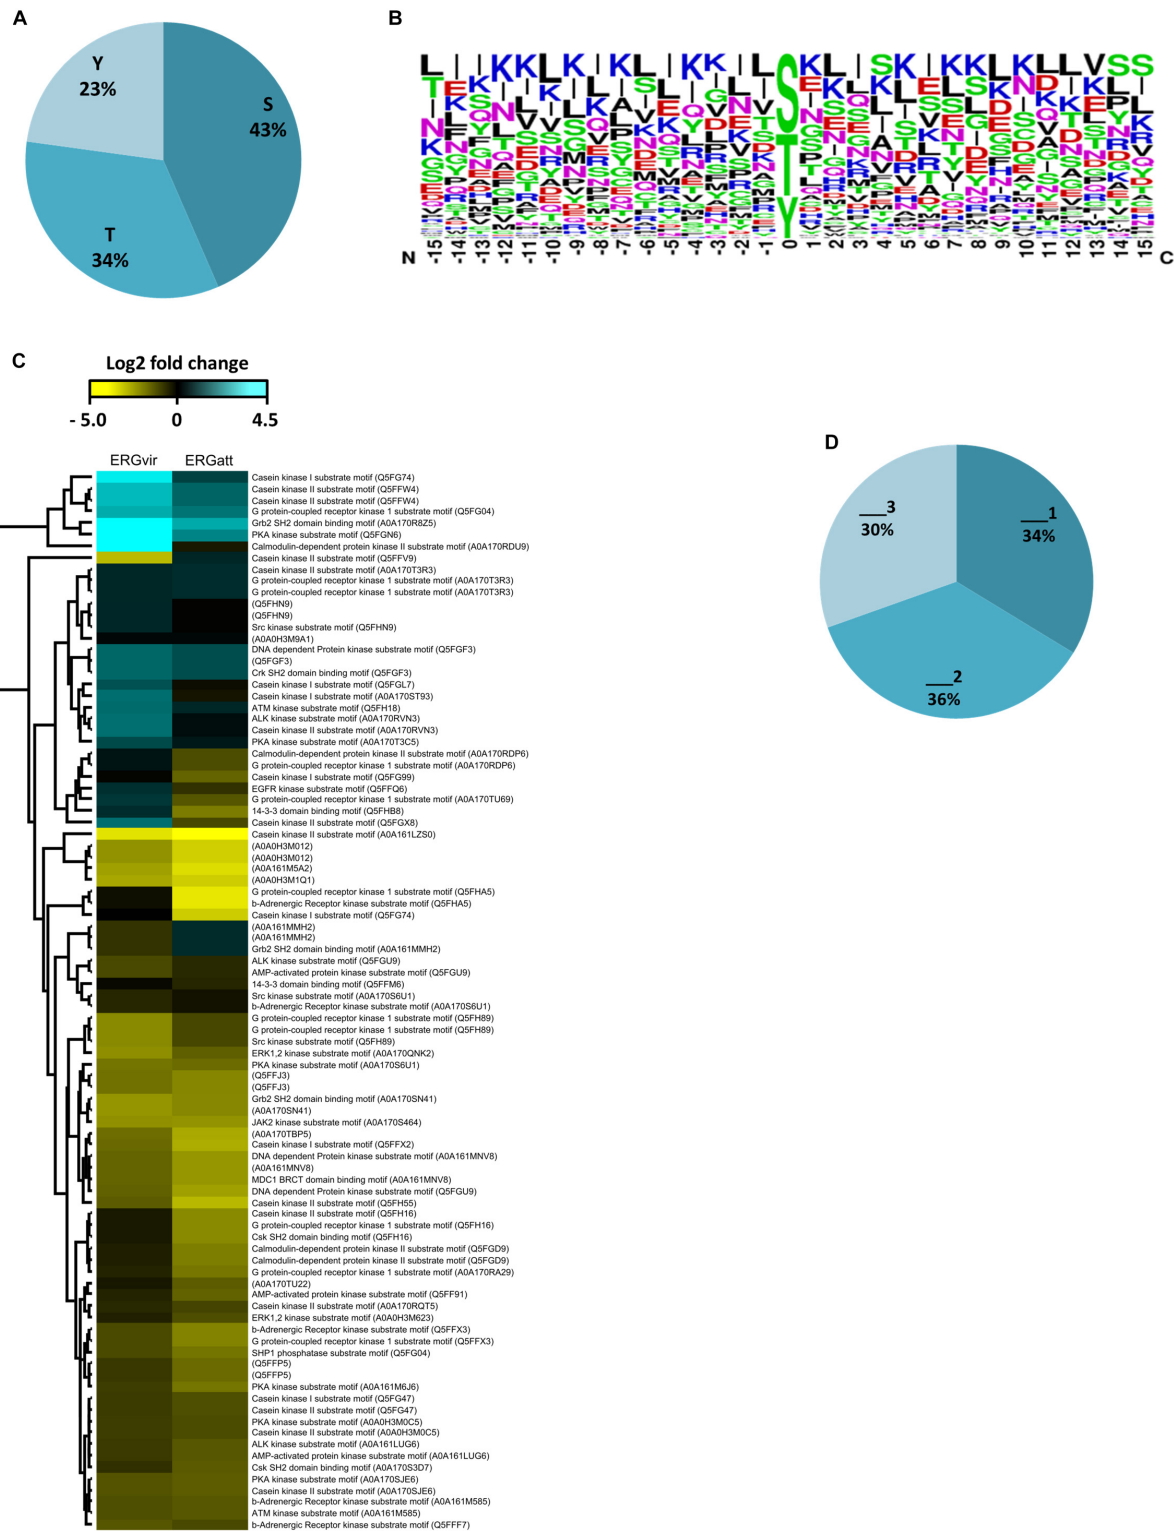 A
Y
23%
S
43%
T
34%
B
N
-15 -14 -13 -12 -11 -10 -9 -8 -7 -6 -5 -4 -3 -2 -1 0 1 2 3 4 5 6 7 8 9 10 11 12 13 14 15
C
C
Log2 fold change
- 5.0 0 4.5
ERGvir ERGatt
Casein kinase I substrate motif (Q5FG74)
Casein kinase II substrate motif (Q5FFW4)
Casein kinase II substrate motif (Q5FFW4)
G protein-coupled receptor kinase 1 substrate motif (Q5FG04)
Grb2 SH2 domain binding motif (A0A170R8Z5)
PKA kinase substrate motif (Q5FGN6)
Calmodulin-dependent protein kinase II substrate motif (A0A170RDU9)
Casein kinase II substrate motif (Q5FFV9)
Casein kinase II substrate motif (A0A170T3R3)
G protein-coupled receptor kinase 1 substrate motif (A0A170T3R3)
G protein-coupled receptor kinase 1 substrate motif (A0A170T3R3)
(Q5FHN9)
(Q5FHN9)
Src kinase substrate motif (Q5FHN9)
(A0A0H3M9A1)
DNA dependent Protein kinase substrate motif (Q5FGF3)
(Q5FGF3)
Crk SH2 domain binding motif (Q5FGF3)
Casein kinase I substrate motif (Q5FGL7)
Casein kinase I substrate motif (A0A170ST93)
ATM kinase substrate motif (Q5FH18)
ALK kinase substrate motif (A0A170RVN3)
Casein kinase II substrate motif (A0A170RVN3)
PKA kinase substrate motif (A0A170T3C5)
Calmodulin-dependent protein kinase II substrate motif (A0A170RDP6)
G protein-coupled receptor kinase 1 substrate motif (A0A170RDP6)
Casein kinase I substrate motif (Q5FG99)
EGFR kinase substrate motif (Q5FFQ6)
G protein-coupled receptor kinase 1 substrate motif (A0A170TU69)
14-3-3 domain binding motif (Q5FHB8)
Casein kinase II substrate motif (Q5FGX8)
Casein kinase II substrate motif (A0A161LZS0)
(A0A0H3M012)
(A0A0H3M012)
(A0A161M5A2)
(A0A0H3M1Q1)
G protein-coupled receptor kinase 1 substrate motif (Q5FHA5)
b-Adrenergic Receptor kinase substrate motif (Q5FHA5)
Casein kinase I substrate motif (Q5FG74)
(A0A161MMH2)
(A0A161MMH2)
Grb2 SH2 domain binding motif (A0A161MMH2)
ALK kinase substrate motif (Q5FGU9)
AMP-activated protein kinase substrate motif (Q5FGU9)
14-3-3 domain binding motif (Q5FFM6)
Src kinase substrate motif (A0A170S6U1)
b-Adrenergic Receptor kinase substrate motif (A0A170S6U1)
G protein-coupled receptor kinase 1 substrate motif (Q5FH89)
G protein-coupled receptor kinase 1 substrate motif (Q5FH89)
Src kinase substrate motif (Q5FH89)
ERK1,2 kinase substrate motif (A0A170QNK2)
PKA kinase substrate motif (A0A170S6U1)
(Q5FFJ3)
(Q5FFJ3)
Grb2 SH2 domain binding motif (A0A170SN41)
(A0A170SN41)
JAK2 kinase substrate motif (A0A170S464)
(A0A170TBP5)
Casein kinase I substrate motif (Q5FFX2)
DNA dependent Protein kinase substrate motif (A0A161MNV8)
(A0A161MNV8)
MDC1 BRCT domain binding motif (A0A161MNV8)
DNA dependent Protein kinase substrate motif (Q5FGU9)
Casein kinase II substrate motif (Q5FH55)
Casein kinase II substrate motif (Q5FH16)
G protein-coupled receptor kinase 1 substrate motif (Q5FH16)
Csk SH2 domain binding motif (Q5FH16)
Calmodulin-dependent protein kinase II substrate motif (Q5FGD9)
Calmodulin-dependent protein kinase II substrate motif (Q5FGD9)
G protein-coupled receptor kinase 1 substrate motif (A0A170RA29)
(A0A170TU22)
AMP-activated protein kinase substrate motif (Q5FF91)
Casein kinase II substrate motif (A0A170RQT5)
ERK1,2 kinase substrate motif (A0A0H3M623)
b-Adrenergic Receptor kinase substrate motif (Q5FFX3)
G protein-coupled receptor kinase 1 substrate motif (Q5FFX3)
SHP1 phosphatase substrate motif (Q5FG04)
(Q5FFP5)
(Q5FFP5)
PKA kinase substrate motif (A0A161M6J6)
Casein kinase I substrate motif (Q5FG47)
Casein kinase II substrate motif (Q5FG47)
PKA kinase substrate motif (A0A0H3M0C5)
Casein kinase II substrate motif (A0A0H3M0C5)
ALK kinase substrate motif (A0A161LUG6)
AMP-activated protein kinase substrate motif (A0A161LUG6)
Csk SH2 domain binding motif (A0A170S3D7)
PKA kinase substrate motif (A0A170SJE6)
Casein kinase II substrate motif (A0A170SJE6)
b-Adrenergic Receptor kinase substrate motif (A0A161M585)
ATM kinase substrate motif (A0A161M585)
b-Adrenergic Receptor kinase substrate motif (Q5FFF7)
D
___3
30%
___1
34%
___2
36%